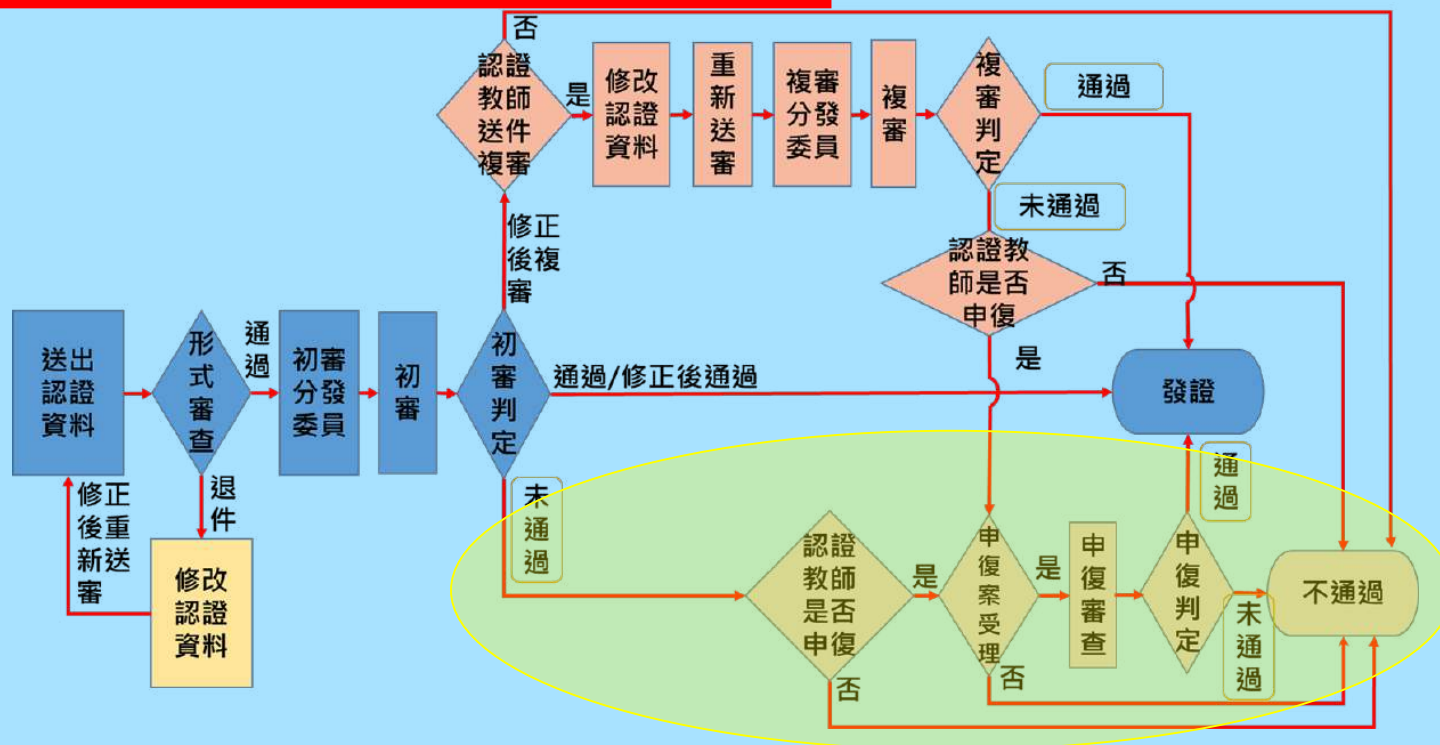 否
認證
教師
送件
複審
是
修改
認證
資料
重
新
送
審
複審
分發
委員
複
審
複
審
判
定
通過
未通過
修正
後複
審
認證教
師是否
申復
否
是
送出
認證
資料
形
式
審
查
通
過
初審
分發
委員
初
審
初
審
判
定
通過/修正後通過
發證
修正
後重
新送
審
退
件
修改
認證
資料
未
通
過
認證
教師
是否
申復
是
否
申
復
案
受
理
是
否
申
復
審
查
申
復
判
定
通
過
未
通
過
不通過